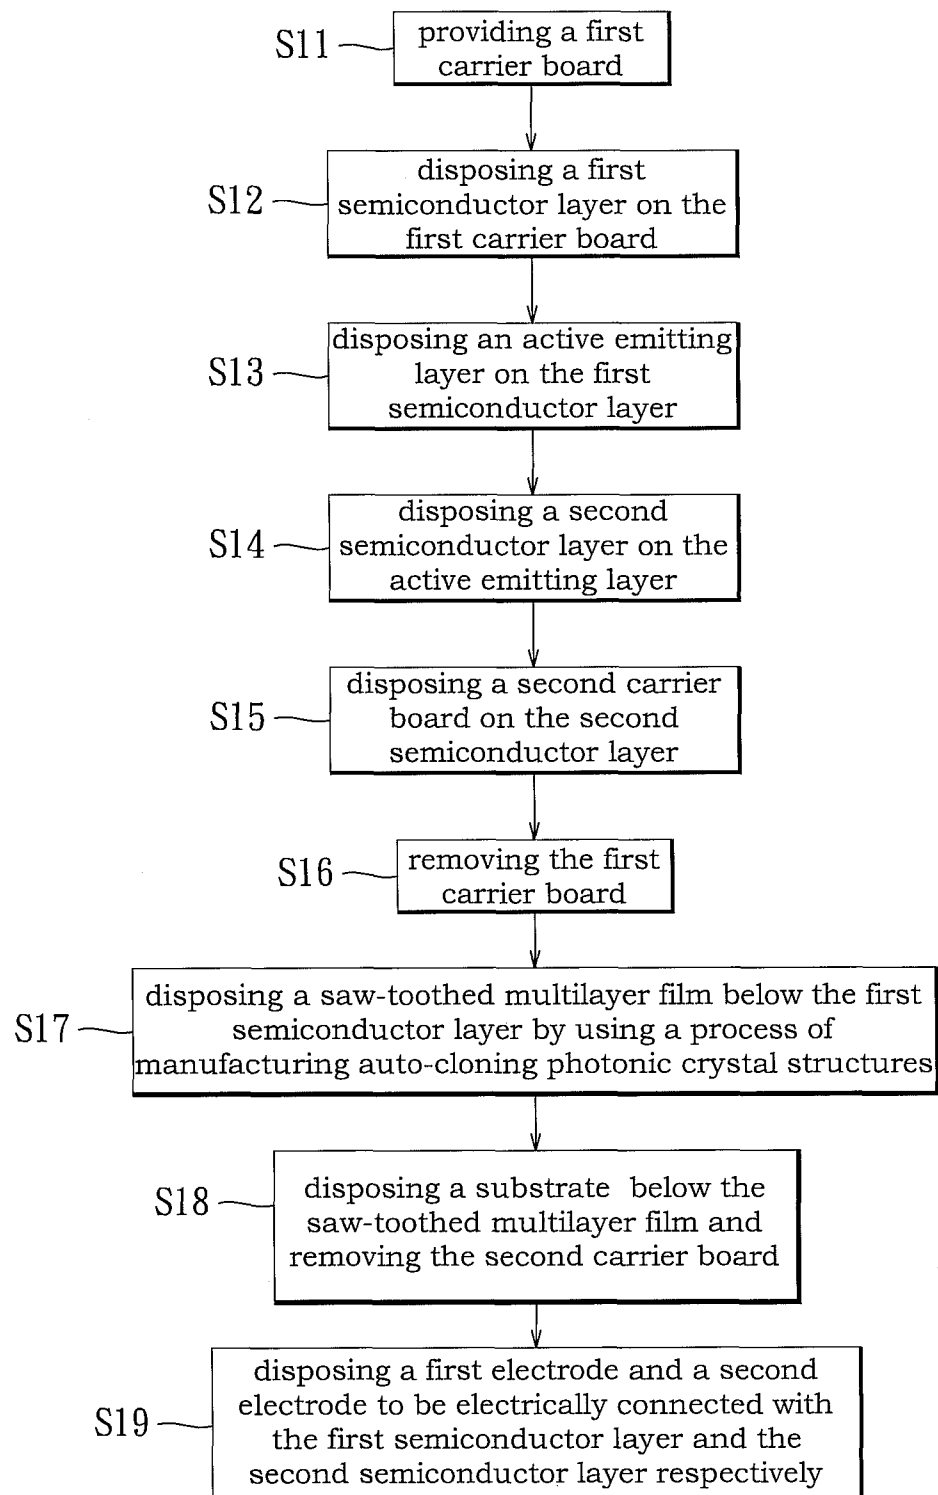 S11
providing a first
carrier board
S12
disposing a first
semiconductor layer on the
first carrier board
S13
disposing an active emitting
layer on the first
semiconductor layer
S14
disposing a second
semiconductor layer on the
active emitting layer
S15
disposing a second carrier
board on the second
semiconductor layer
S16
removing the first
carrier board
S17
disposing a saw-toothed multilayer film below the first
semiconductor layer by using a process of
manufacturing auto-cloning photonic crystal structures
S18
disposing a substrate below the
saw-toothed multilayer film and
removing the second carrier board
S19
disposing a first electrode and a second
electrode to be electrically connected with
the first semiconductor layer and the
second semiconductor layer respectively